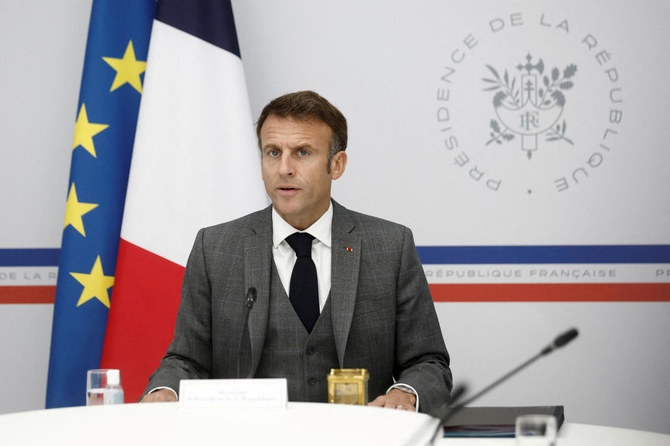 PRÉSIDENCE DE LA RÉPUBLIQUE
RF
RÉPUBLIQUE FRANÇAISE